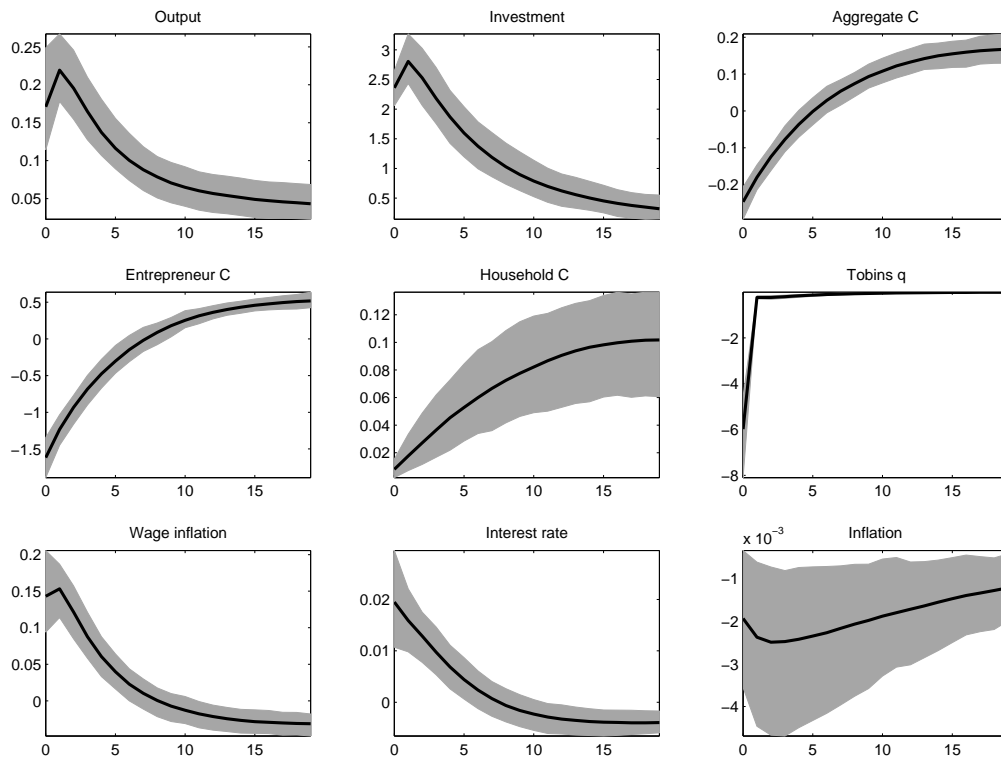 Output
0.25
0.2
0.15
0.1
0.05
0 5 10 15
Investment
3
2.5
2
1.5
1
0.5
0 5 10 15
Aggregate C
0.2
0.1
0
−0.1
−0.2
0 5 10 15
Entrepreneur C
0.5
0
−0.5
−1
−1.5
0 5 10 15
Household C
0.12
0.1
0.08
0.06
0.04
0.02
0 5 10 15
Tobins q
−2
−4
−6
−8
0 5 10 15
Wage inflation
0.2
0.15
0.1
0.05
0
0 5 10 15
Interest rate
0.02
0.01
0
0 5 10 15
Inflation
x 10⁻³
−1
−2
−3
−4
0 5 10 15